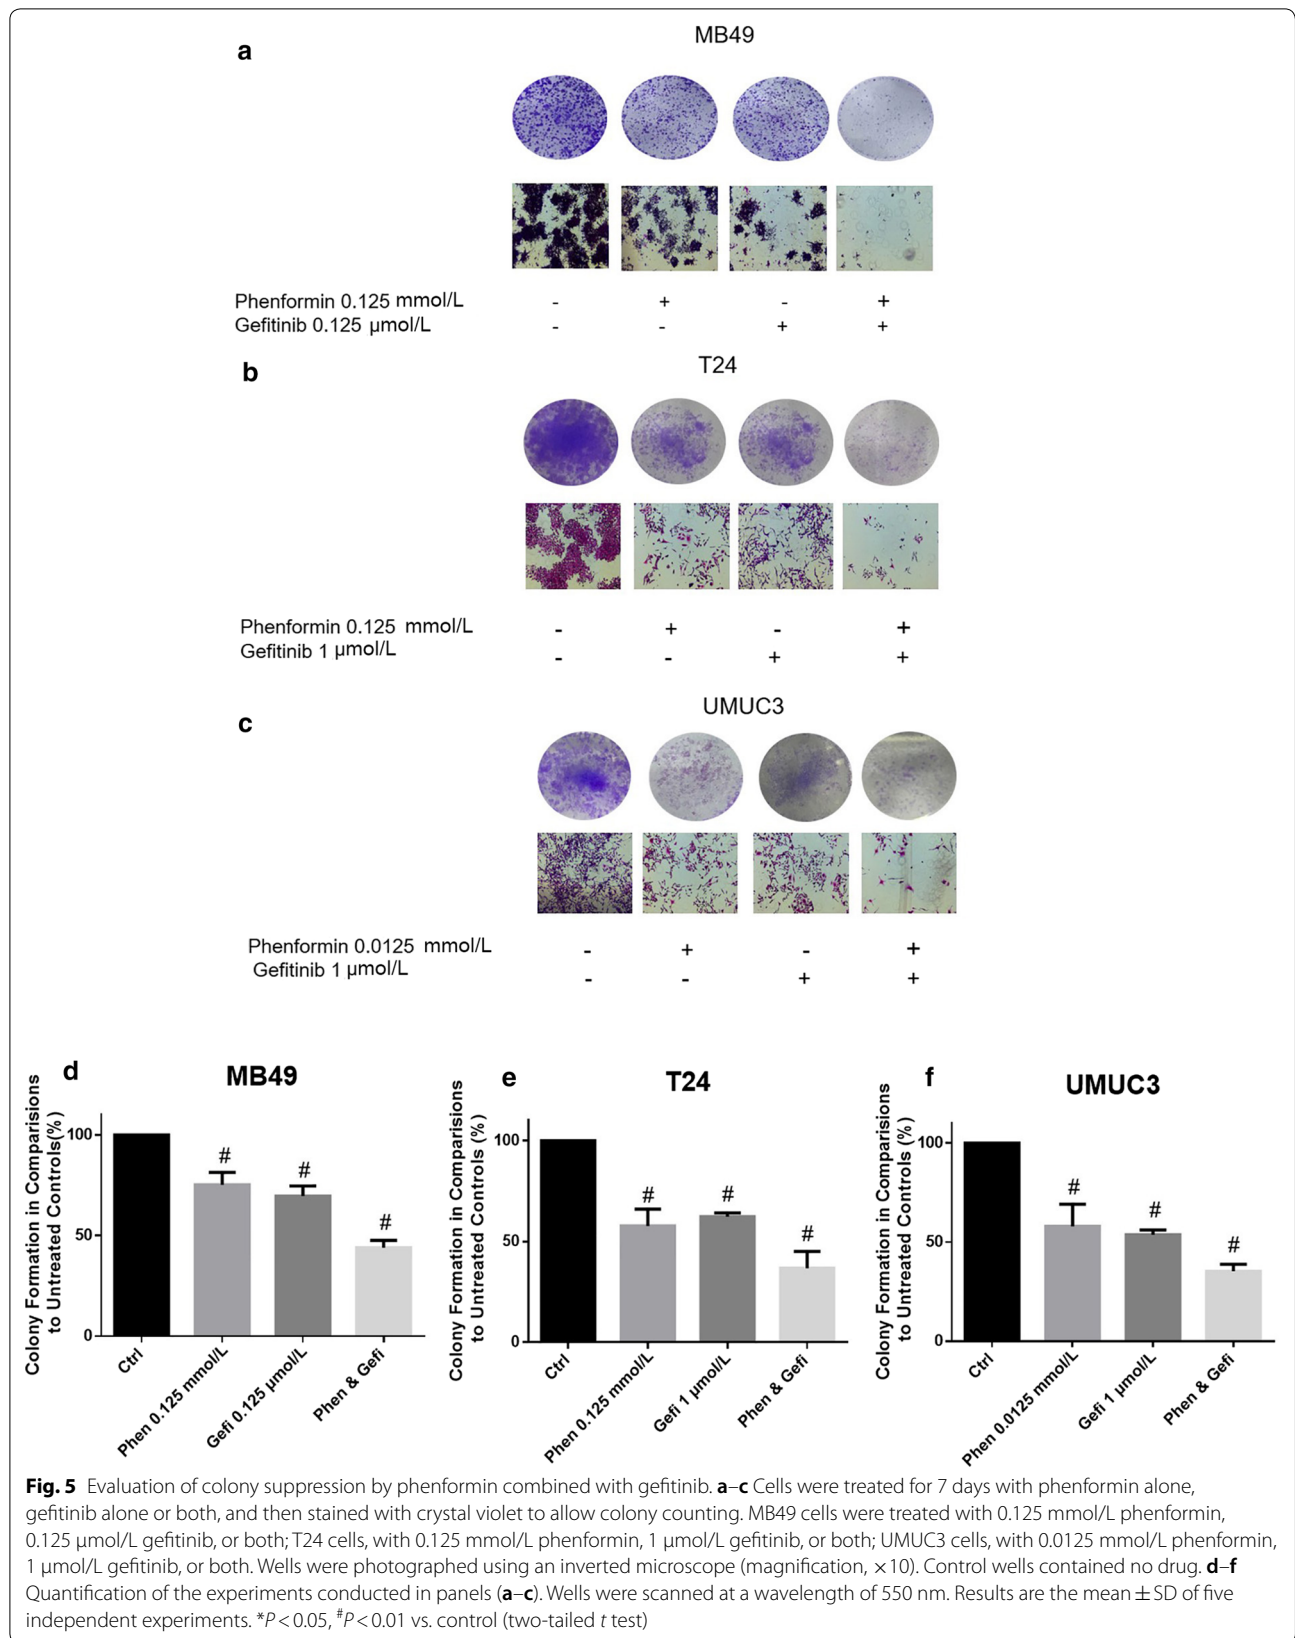 a
MB49
Phenformin 0.125 mmol/L - + - +
Gefitinib 0.125 µmol/L - - + +
b
T24
Phenformin 0.125 mmol/L - + - +
Gefitinib 1 µmol/L - - + +
c
UMUC3
Phenformin 0.0125 mmol/L - + - +
Gefitinib 1 µmol/L - - + +
d
MB49
Colony Formation in Comparisions
to Untreated Controls(%)
100
50
0
#
#
#
Ctrl
Phen 0.125 mmol/L
Gefi 0.125 µmol/L
Phen & Gefi
e
T24
Colony Formation in Comparisions
to Untreated Controls (%)
100
50
0
#
#
#
Ctrl
Phen 0.125 mmol/L
Gefi 1 µmol/L
Phen & Gefi
f
UMUC3
Colony Formation in Comparisions
to Untreated Controls (%)
100
50
0
#
#
#
Ctrl
Phen 0.0125 mmol/L
Gefi 1 µmol/L
Phen & Gefi
Fig. 5 Evaluation of colony suppression by phenformin combined with gefitinib. a–c Cells were treated for 7 days with phenformin alone,
gefitinib alone or both, and then stained with crystal violet to allow colony counting. MB49 cells were treated with 0.125 mmol/L phenformin,
0.125 µmol/L gefitinib, or both; T24 cells, with 0.125 mmol/L phenformin, 1 µmol/L gefitinib, or both; UMUC3 cells, with 0.0125 mmol/L phenformin,
1 µmol/L gefitinib, or both. Wells were photographed using an inverted microscope (magnification, ×10). Control wells contained no drug. d–f
Quantification of the experiments conducted in panels (a–c). Wells were scanned at a wavelength of 550 nm. Results are the mean ± SD of five
independent experiments. *P < 0.05, #P < 0.01 vs. control (two-tailed t test)